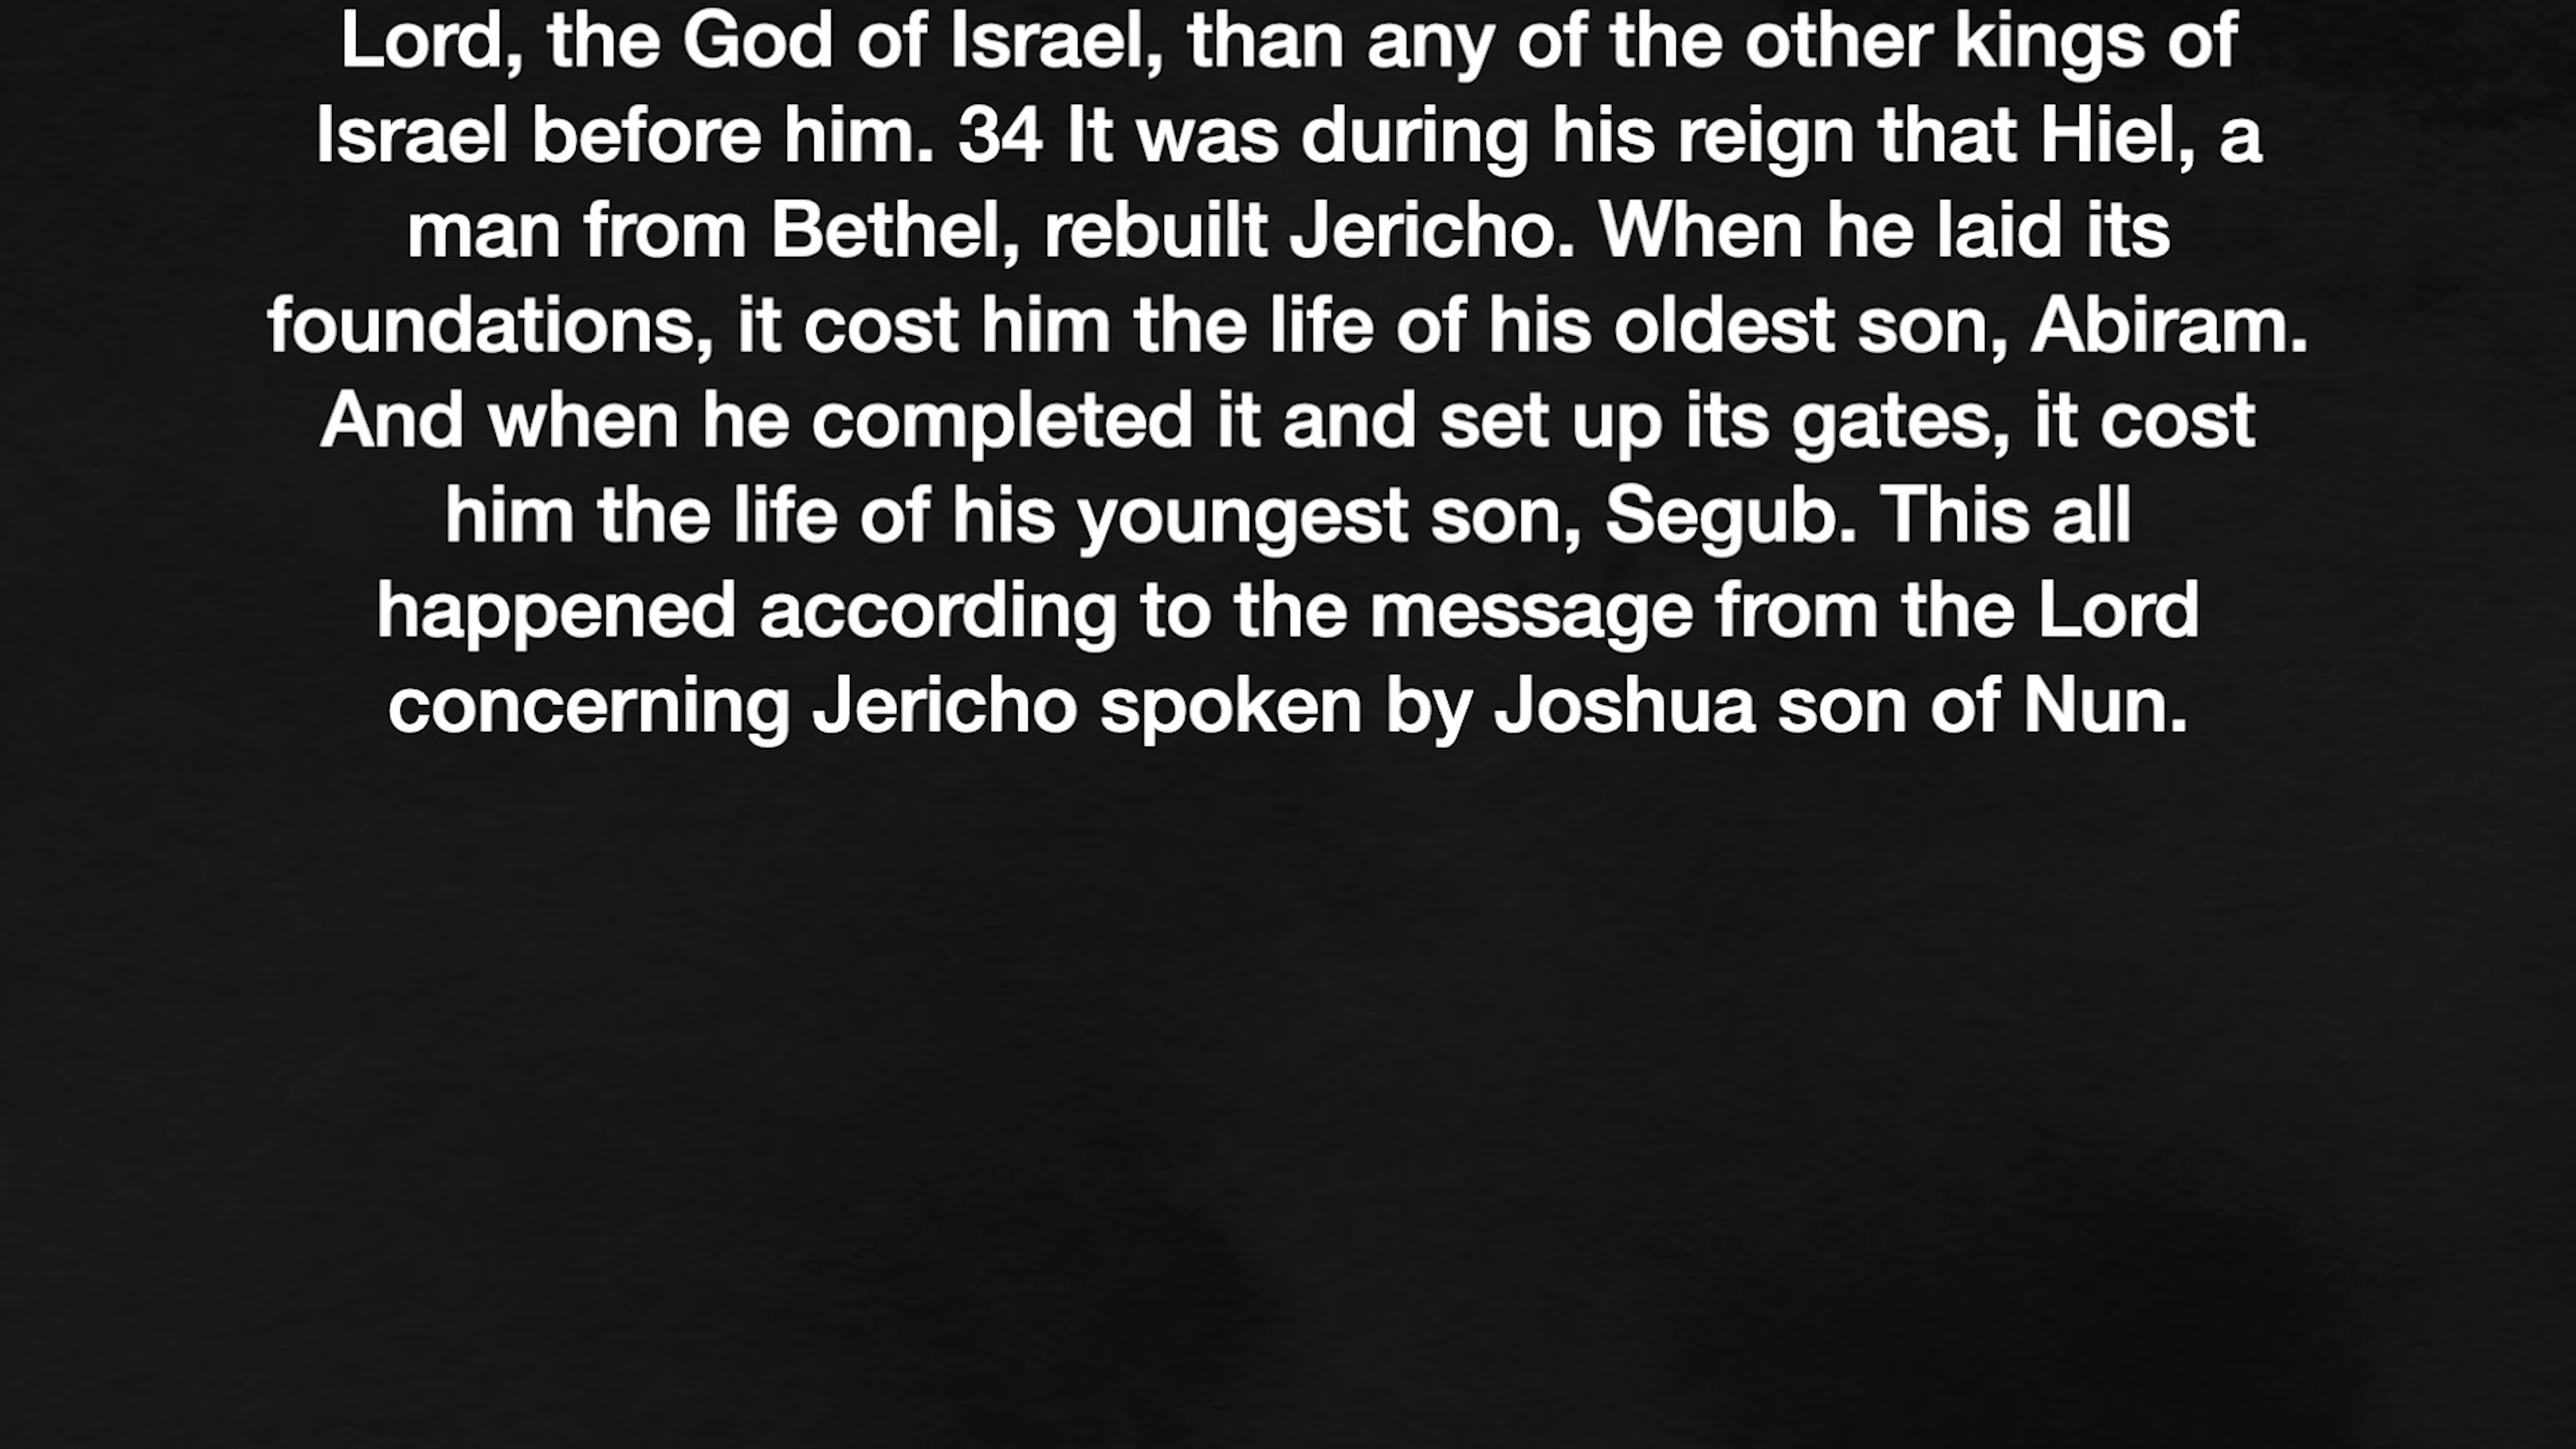 Lord, the God of Israel, than any of the other kings of
Israel before him. 34 It was during his reign that Hiel, a
man from Bethel, rebuilt Jericho. When he laid its
foundations, it cost him the life of his oldest son, Abiram.
And when he completed it and set up its gates, it cost
him the life of his youngest son, Segub. This all
happened according to the message from the Lord
concerning Jericho spoken by Joshua son of Nun.